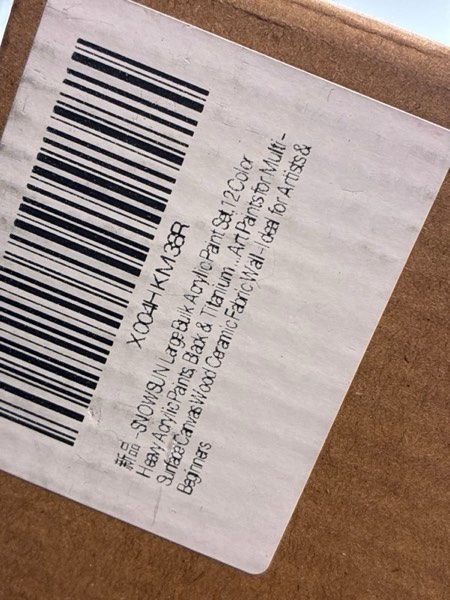 X004HKM38R
新品 - SNOWSUN Large Bulk Acrylic Paint Set, 12 Color
Heavy Acrylic Paints, Black & Titanium - Art Paints for Multi-
Surface Canvas Wood Ceramic Fabric Wall - Ideal for Artists &
Beginners